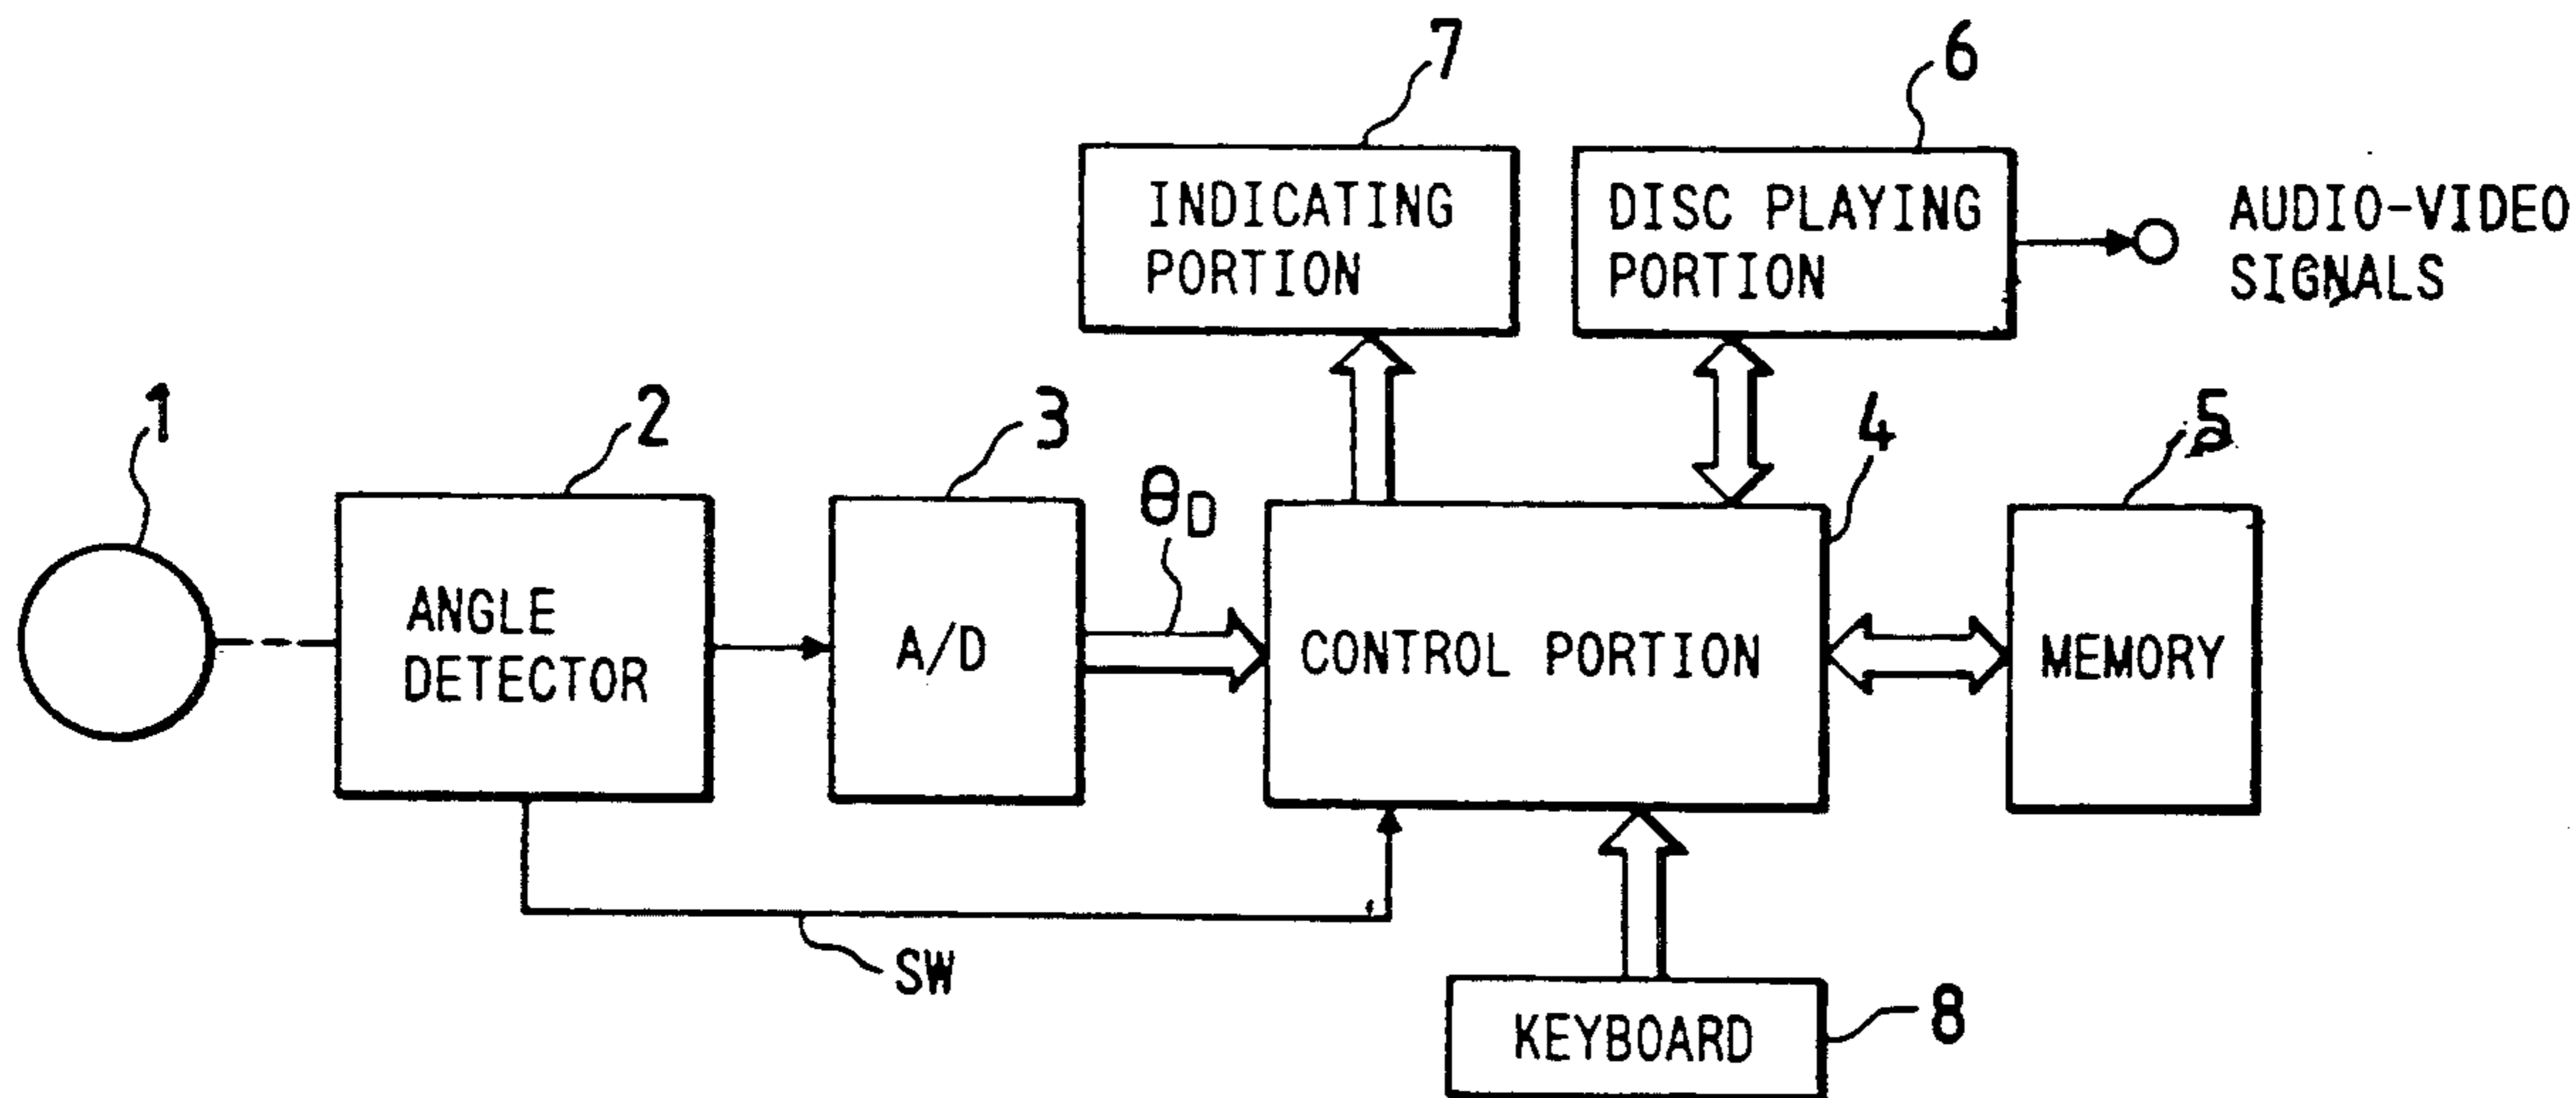 7
6
INDICATING
PORTION
DISC PLAYING
PORTION
AUDIO-VIDEO
SIGNALS
1
2
3
θD
4
5
ANGLE
DETECTOR
A/D
CONTROL PORTION
MEMORY
SW
KEYBOARD
8